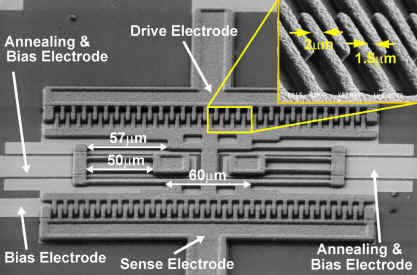 Drive Electrode
Annealing &
Bias Electrode
2μm
1.5μm
57μm
50μm
60μm
Bias Electrode
Sense Electrode
Annealing &
Bias Electrode